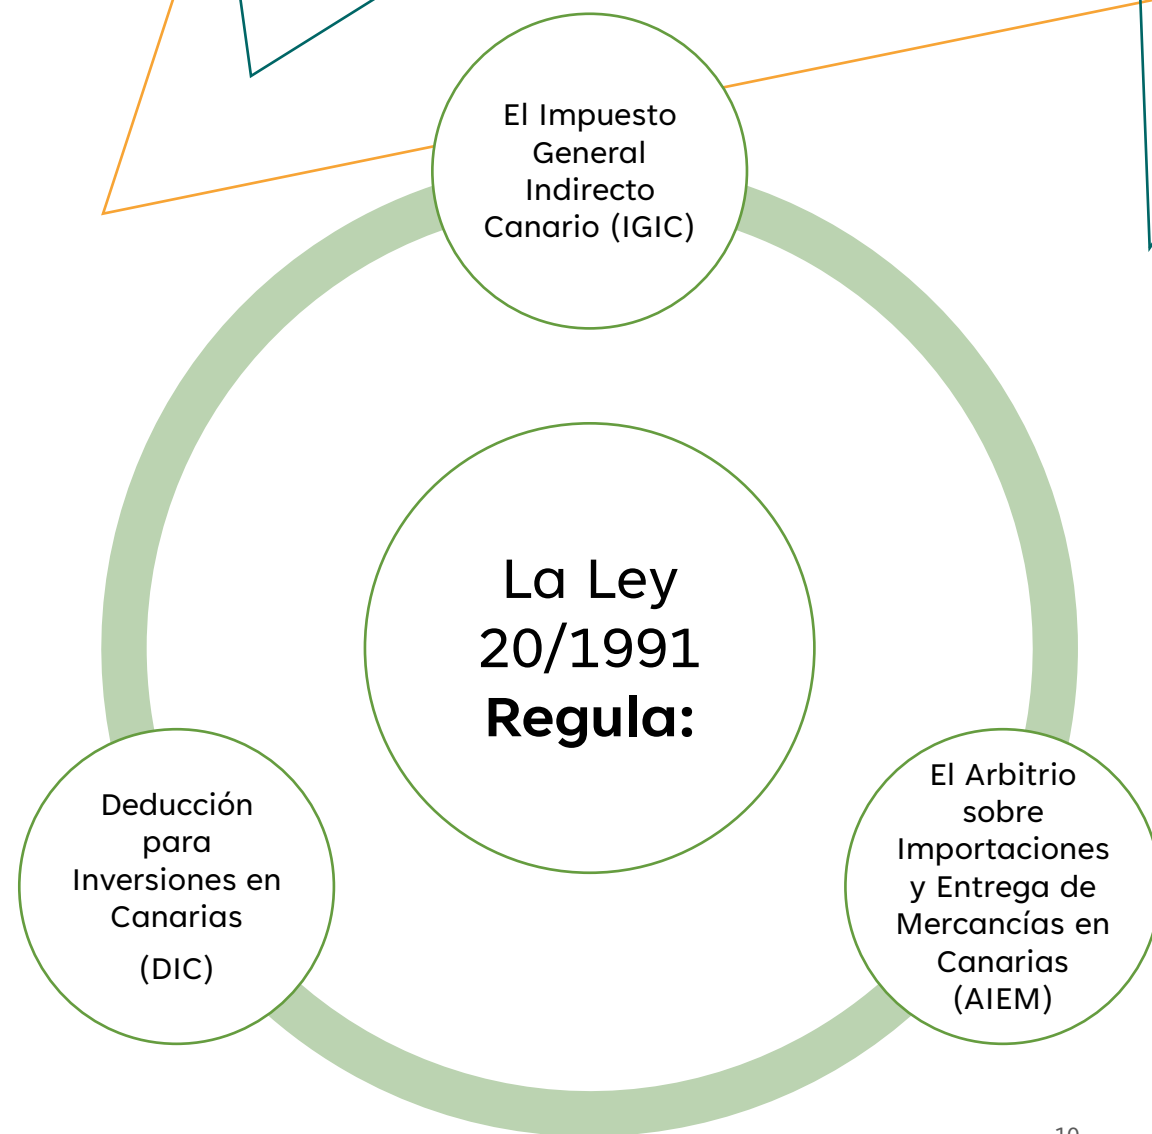 El Impuesto
General
Indirecto
Canario (IGIC)
La Ley
20/1991
Regula:
Deducción
para
Inversiones en
Canarias
(DIC)
El Arbitrio
sobre
Importaciones
y Entrega de
Mercancías en
Canarias
(AIEM)